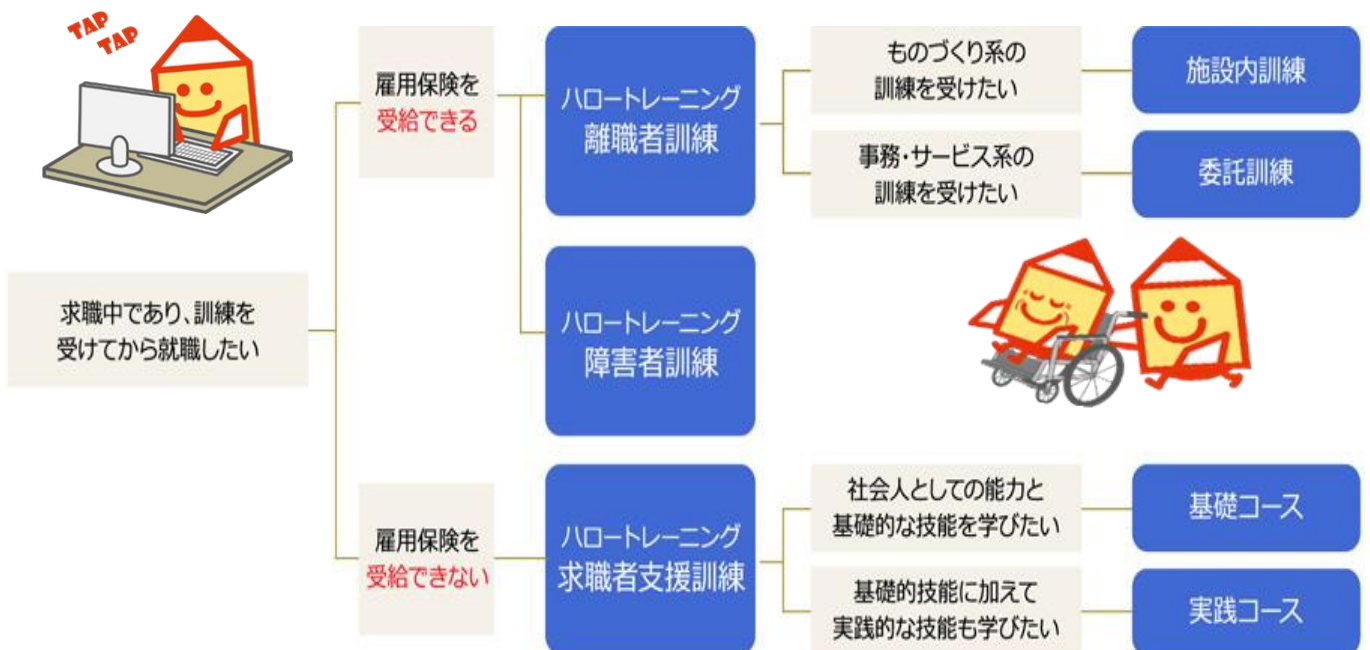 TAP
TAP
求職中であり、訓練を
受けてから就職したい
雇用保険を
受給できる
ハロートレーニング
離職者訓練
ものづくり系の
訓練を受けたい
施設内訓練
事務・サービス系の
訓練を受けたい
委託訓練
ハロートレーニング
障害者訓練
雇用保険を
受給できない
ハロートレーニング
求職者支援訓練
社会人としての能力と
基礎的な技能を学びたい
基礎コース
基礎的技能に加えて
実践的な技能も学びたい
実践コース